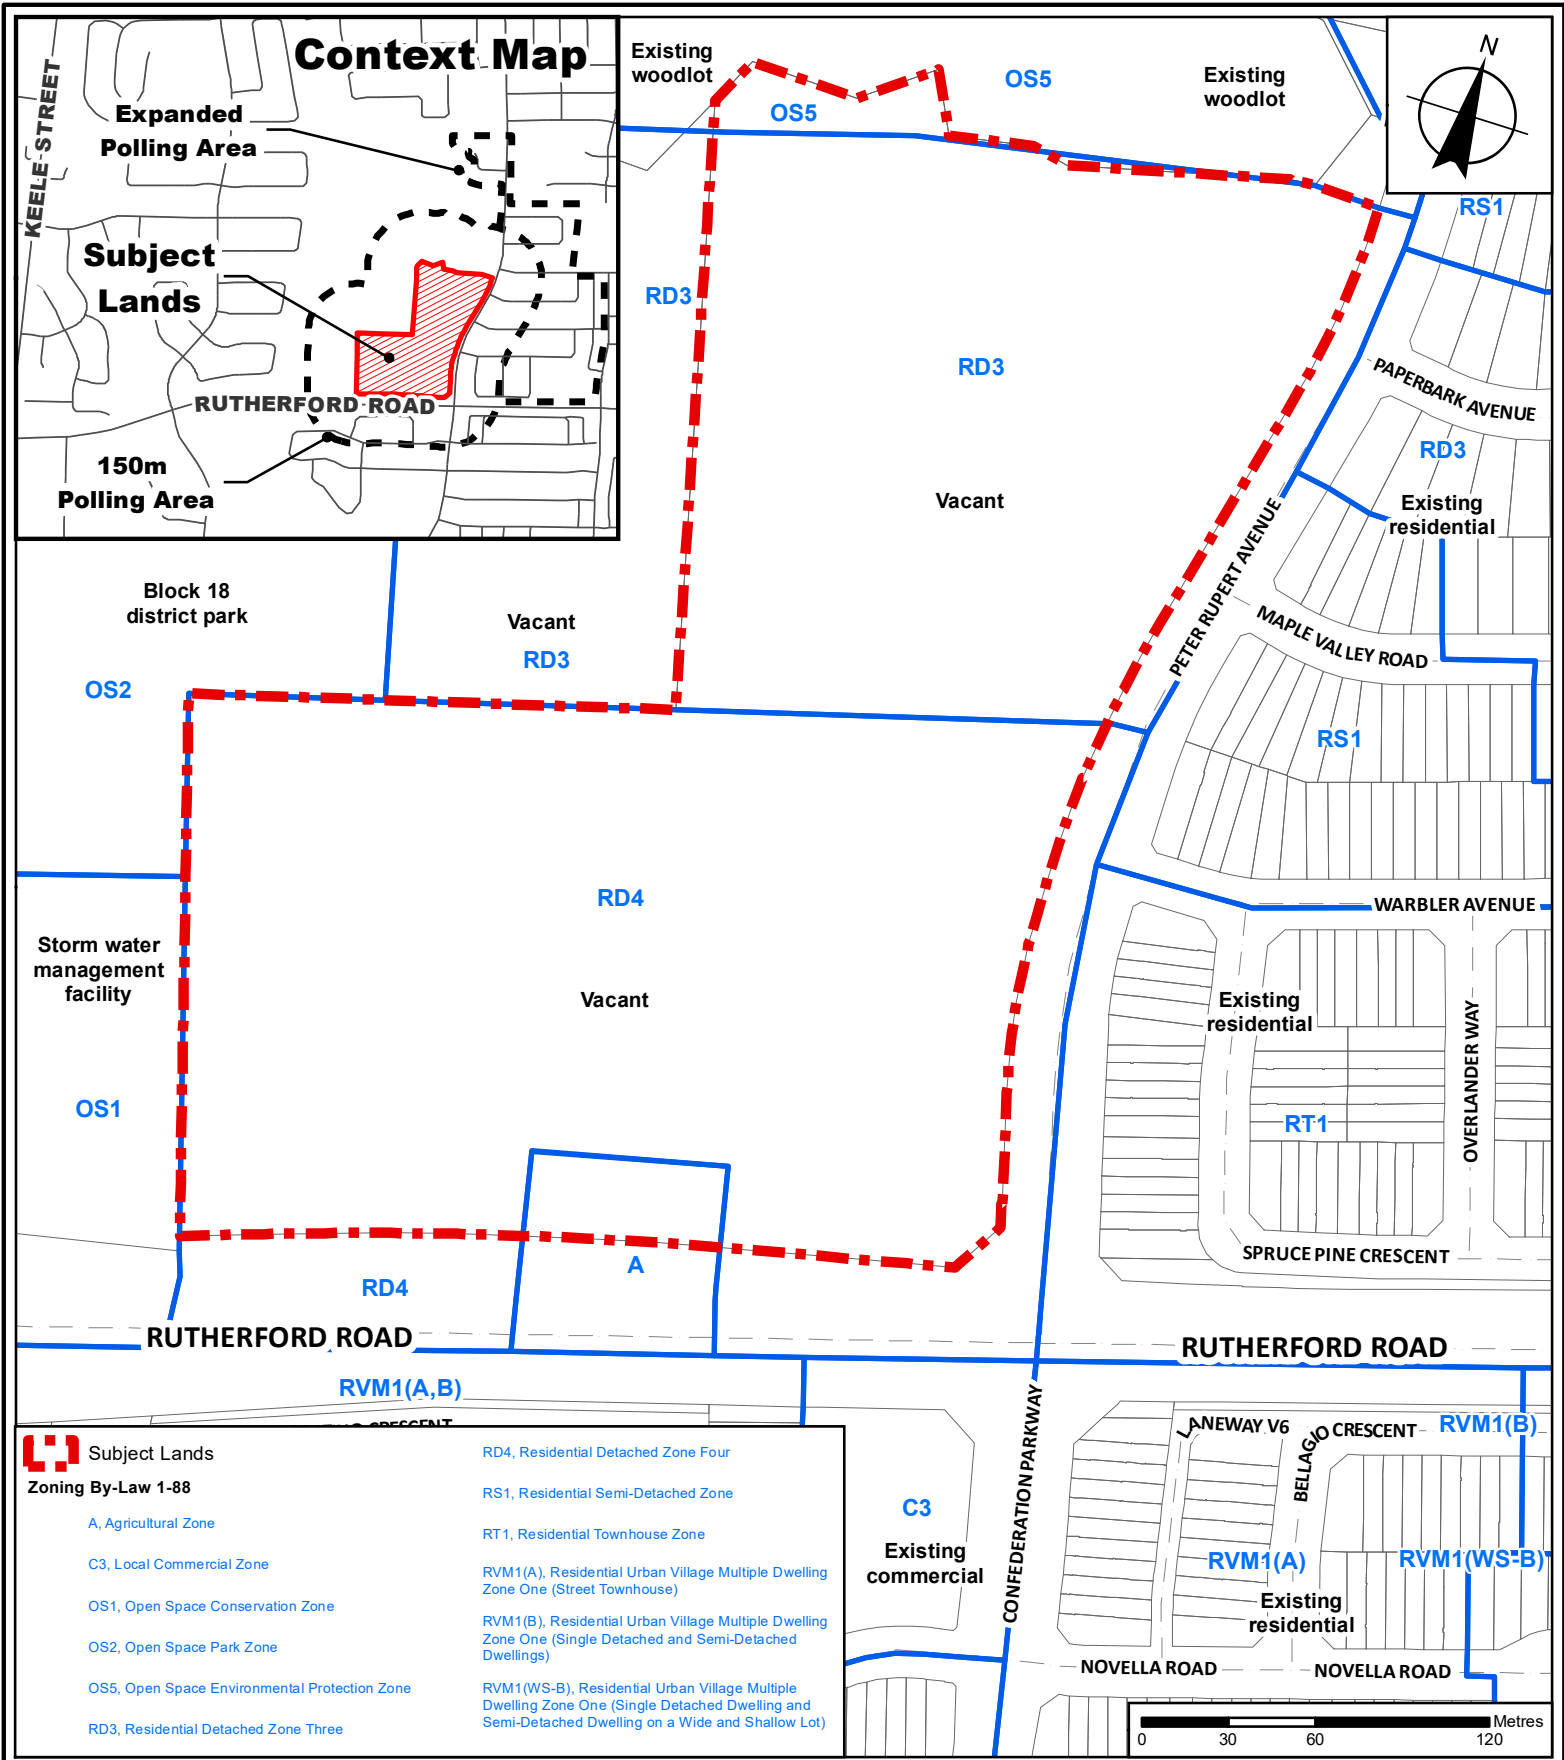 Context Map
KEELE STREET
Expanded
Polling Area
Subject
Lands
RUTHERFORD ROAD
150m
Polling Area
Existing
woodlot
OS5
OS5
Existing
woodlot
N
RS1
RD3
RD3
PAPERBARK AVENUE
RD3
Vacant
Existing
residential
PETER RUPERT AVENUE
Block 18
district park
Vacant
RD3
MAPLE VALLEY ROAD
OS2
RS1
RD4
WARBLER AVENUE
Storm water
management
facility
Vacant
Existing
residential
OVERLANDER WAY
OS1
RT1
SPRUCE PINE CRESCENT
A
RD4
RUTHERFORD ROAD
RUTHERFORD ROAD
RVM1(A,B)
CRESCENT
CONFEDERATION PARKWAY
LANEWAY V6
BELLAGIO CRESCENT
RVM1(B)
C3
Existing
commercial
RVM1(A)
RVM1(WS-B)
Existing
residential
NOVELLA ROAD
NOVELLA ROAD
Subject Lands
Zoning By-Law 1-88
A, Agricultural Zone
C3, Local Commercial Zone
OS1, Open Space Conservation Zone
OS2, Open Space Park Zone
OS5, Open Space Environmental Protection Zone
RD3, Residential Detached Zone Three
RD4, Residential Detached Zone Four
RS1, Residential Semi-Detached Zone
RT1, Residential Townhouse Zone
RVM1(A), Residential Urban Village Multiple Dwelling
Zone One (Street Townhouse)
RVM1(B), Residential Urban Village Multiple Dwelling
Zone One (Single Detached and Semi-Detached
Dwellings)
RVM1(WS-B), Residential Urban Village Multiple
Dwelling Zone One (Single Detached Dwelling and
Semi-Detached Dwelling on a Wide and Shallow Lot)
Metres
0 30 60 120